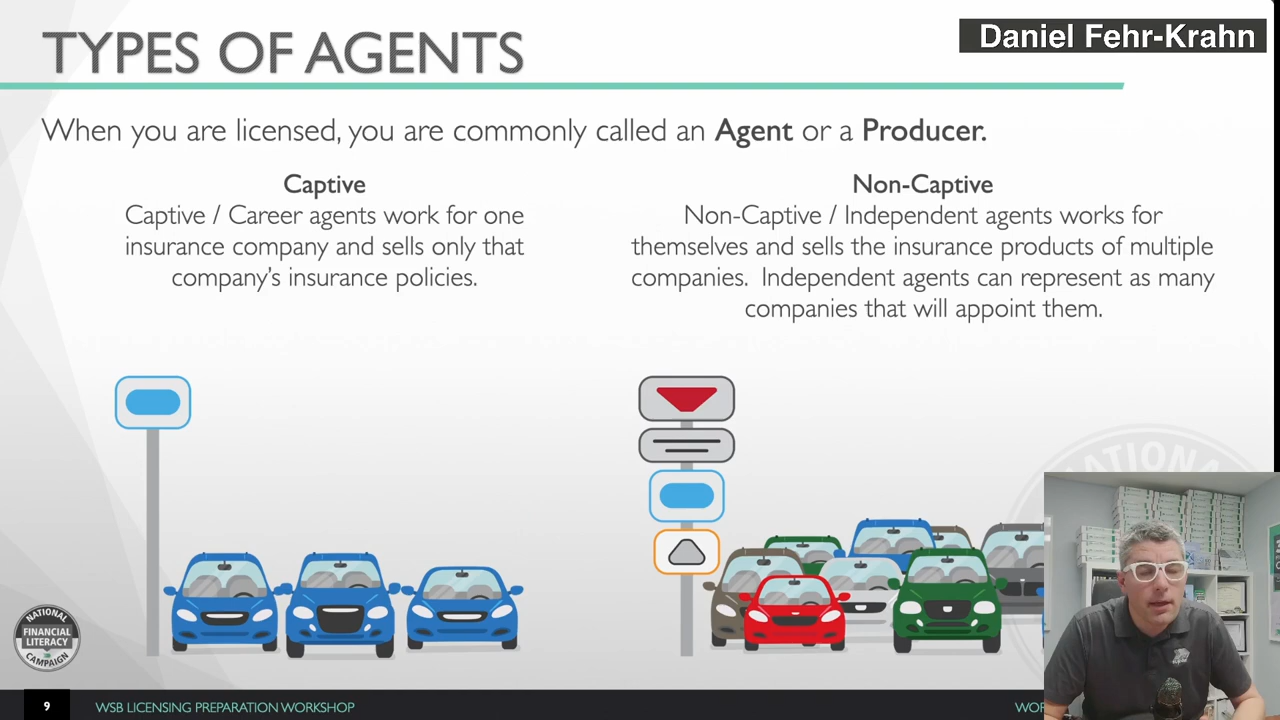 TYPES OF AGENTS
Daniel Fehr-Krahn
When you are licensed, you are commonly called an Agent or a Producer.
Captive
Captive / Career agents work for one
insurance company and sells only that
company's insurance policies.
Non-Captive
Non-Captive / Independent agents works for
themselves and sells the insurance products of multiple
companies. Independent agents can represent as many
companies that will appoint them.
NATIONAL
FINANCIAL
LITERACY
CAMPAIGN
NATIONAL
9
WSB LICENSING PREPARATION WORKSHOP